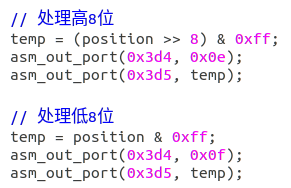 // 处理高8位
temp = (position >> 8) & 0xff;
asm_out_port(0x3d4, 0x0e);
asm_out_port(0x3d5, temp);

// 处理低8位
temp = position & 0xff;
asm_out_port(0x3d4, 0x0f);
asm_out_port(0x3d5, temp);